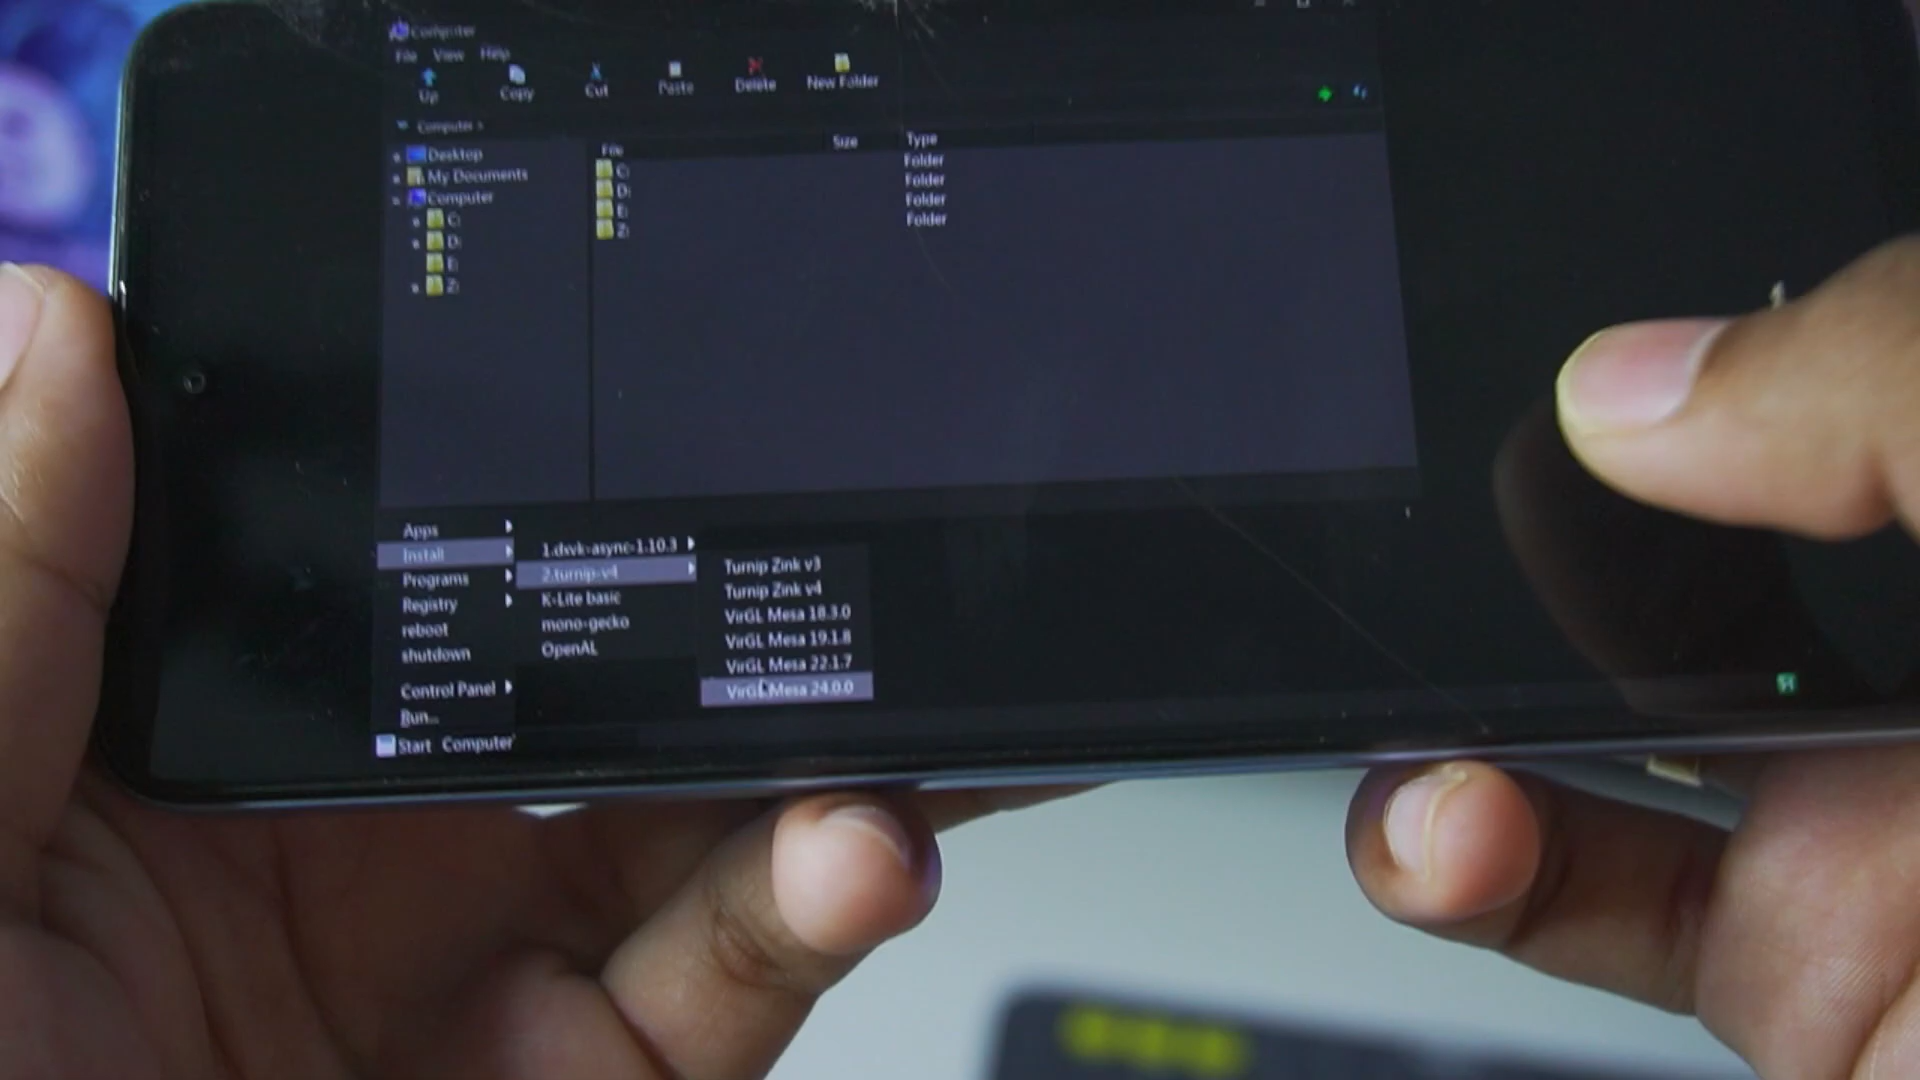 Computer
File View Help
Up Copy Cut Paste Delete New Folder
Computer >
Desktop
My Documents
Computer
C:
D:
E:
Z:
File Size Type
C: Folder
D: Folder
E: Folder
Z: Folder
Apps
Install
Programs
Registry
reboot
shutdown
Control Panel
Run...
Start Computer
1.dxvk-async-1.10.3
2.turnip-v4
K-Lite basic
mono-gecko
OpenAL
Turnip Zink v3
Turnip Zink v4
VirGL Mesa 18.3.0
VirGL Mesa 19.1.8
VirGL Mesa 22.1.7
VirGL Mesa 24.0.0